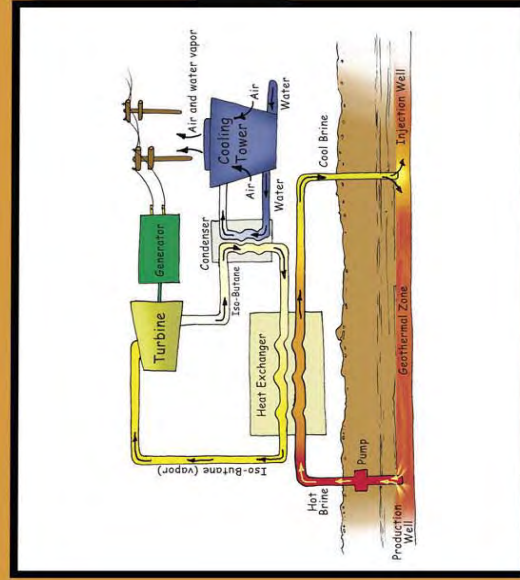 Air and water vapor
Cooling
Tower
Air
Water
Air
Water
Generator
Condenser
Turbine
Iso-Butane
Heat Exchanger
Iso-Butane (vapor)
Cool Brine
Injection Well
Geothermal Zone
Pump
Hot
Brine
Production
Well